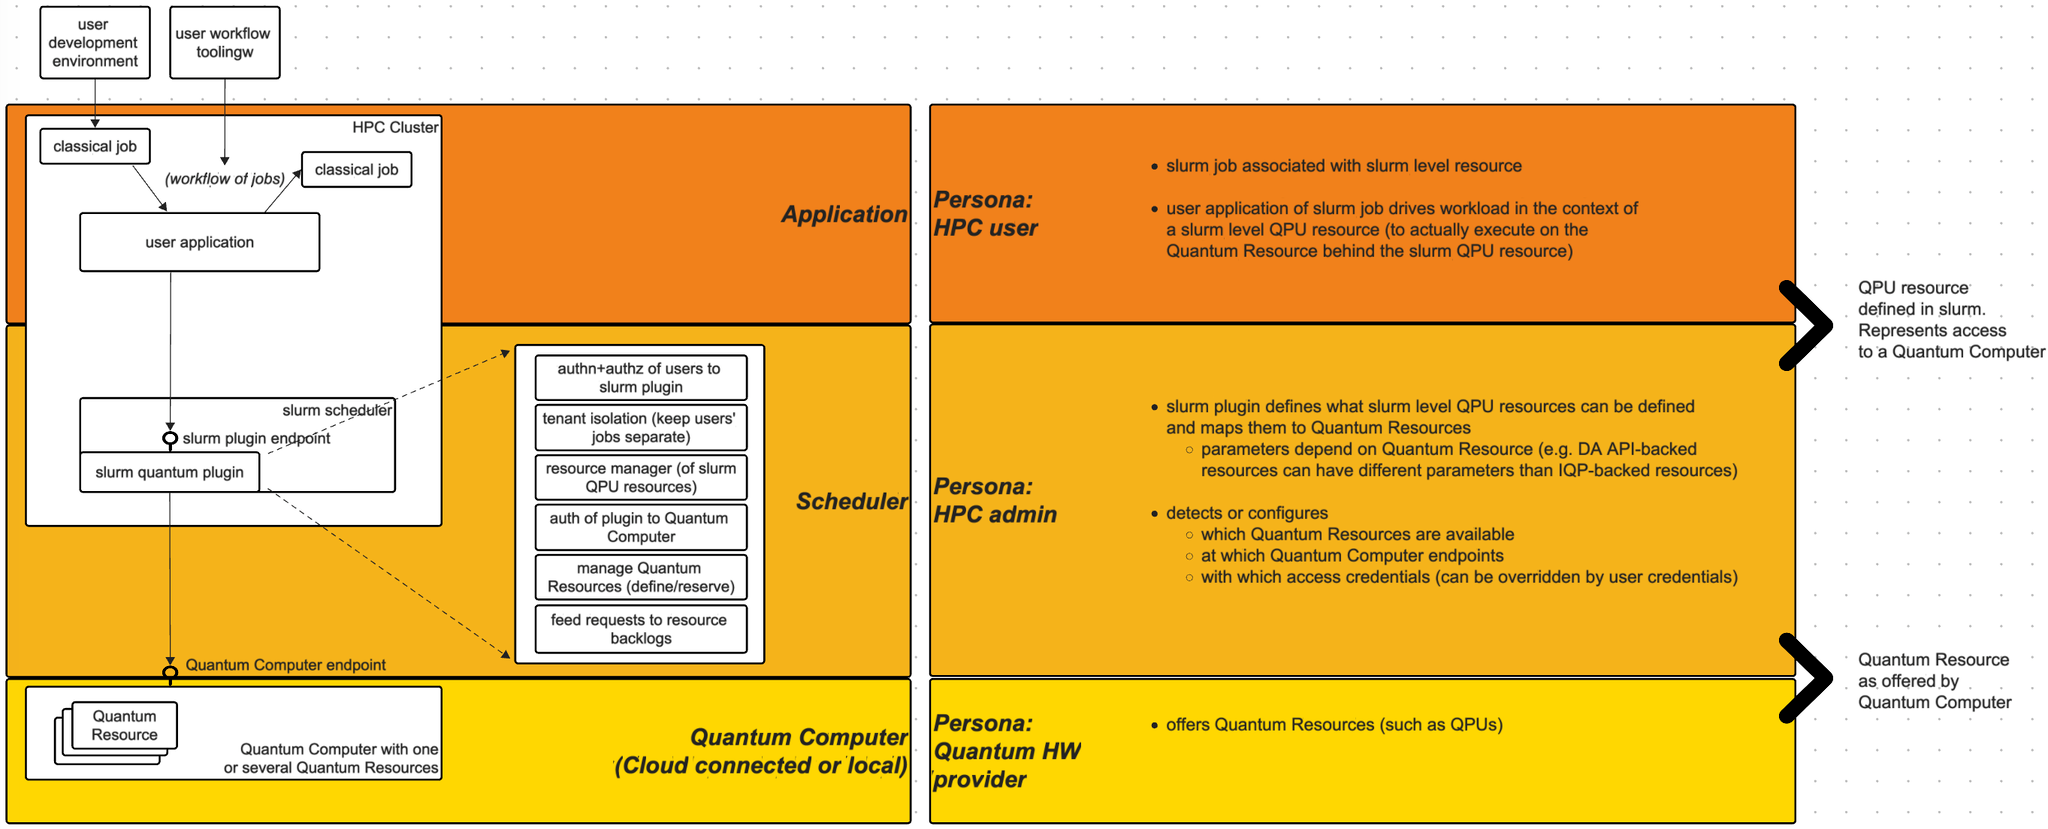 user
development
environment
user workflow
toolingw
HPC Cluster
classical job
classical job
(workflow of jobs)
user application
Application
slurm scheduler
slurm plugin endpoint
slurm quantum plugin
authn+authz of users to
slurm plugin
tenant isolation (keep users'
jobs separate)
resource manager (of slurm
QPU resources)
auth of plugin to Quantum
Computer
manage Quantum
Resources (define/reserve)
feed requests to resource
backlogs
Scheduler
Quantum Computer endpoint
Quantum
Resource
Quantum Computer with one
or several Quantum Resources
Quantum Computer
(Cloud connected or local)
Persona:
HPC user
• slurm job associated with slurm level resource
• user application of slurm job drives workload in the context of
a slurm level QPU resource (to actually execute on the
Quantum Resource behind the slurm QPU resource)
Persona:
HPC admin
• slurm plugin defines what slurm level QPU resources can be defined
and maps them to Quantum Resources
◦ parameters depend on Quantum Resource (e.g. DA API-backed
resources can have different parameters than IQP-backed resources)
• detects or configures
◦ which Quantum Resources are available
◦ at which Quantum Computer endpoints
◦ with which access credentials (can be overridden by user credentials)
Persona:
Quantum HW
provider
• offers Quantum Resources (such as QPUs)
QPU resource
defined in slurm.
Represents access
to a Quantum Computer
Quantum Resource
as offered by
Quantum Computer